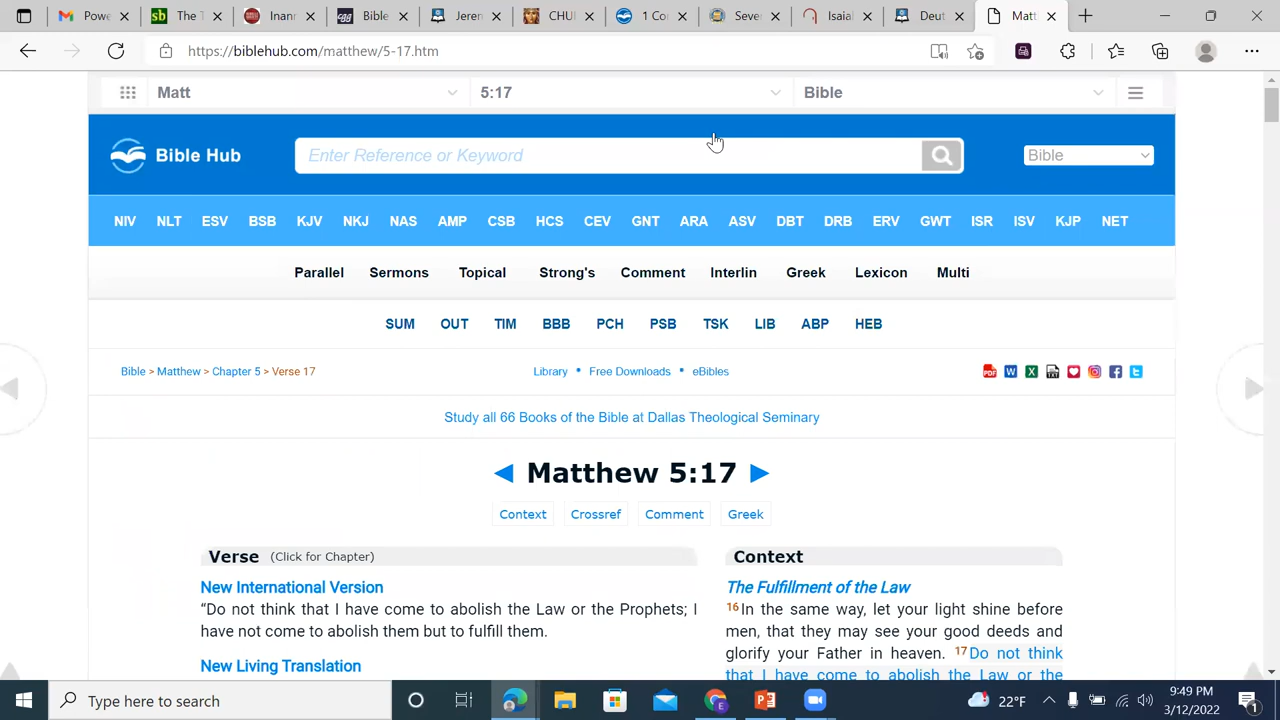 Powe
The T
Inanr
Bible
Jeren
CHU
1 Co
Seve
Isaia
Deut
Matt
https://biblehub.com/matthew/5-17.htm
Matt 5:17 Bible
Bible Hub Enter Reference or Keyword Bible
NIV NLT ESV BSB KJV NKJ NAS AMP CSB HCS CEV GNT ARA ASV DBT DRB ERV GWT ISR ISV KJP NET
Parallel Sermons Topical Strong's Comment Interlin Greek Lexicon Multi
SUM OUT TIM BBB PCH PSB TSK LIB ABP HEB
Bible > Matthew > Chapter 5 > Verse 17 Library • Free Downloads • eBibles
Study all 66 Books of the Bible at Dallas Theological Seminary
◄ Matthew 5:17 ►
Context Crossref Comment Greek
Verse (Click for Chapter)
New International Version
“Do not think that I have come to abolish the Law or the Prophets; I
have not come to abolish them but to fulfill them.
New Living Translation
Context
The Fulfillment of the Law
16In the same way, let your light shine before
men, that they may see your good deeds and
glorify your Father in heaven. 17Do not think
that I have come to abolish the Law or the
Type here to search
22°F
9:49 PM
3/12/2022
1